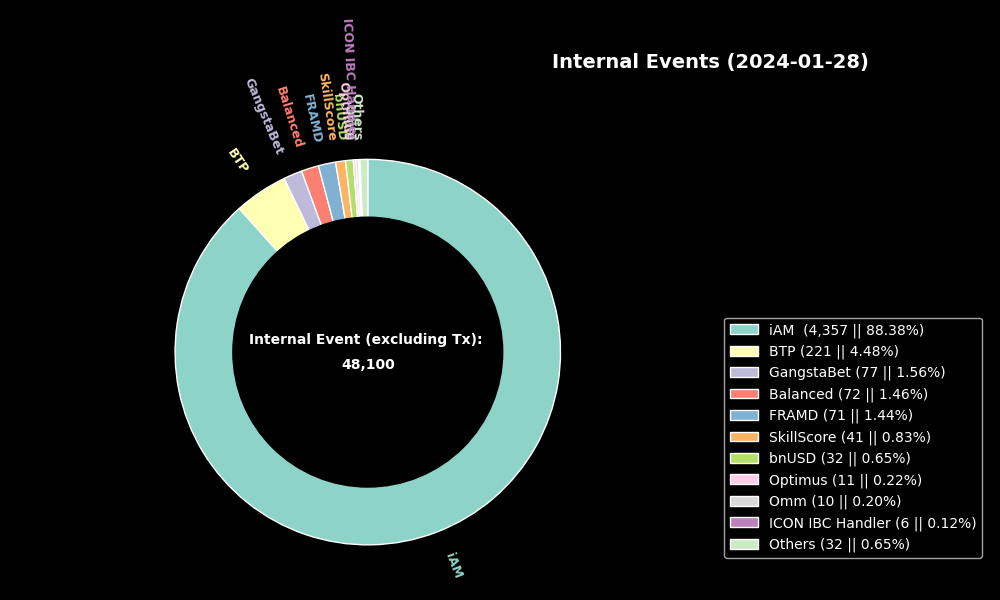 Internal Events (2024-01-28)
ICON IBC Handler
Omm
Optimus
Others
bnUSD
SkillScore
FRAMD
Balanced
GangstaBet
BTP
Internal Event (excluding Tx):
48,100
iAM
iAM (4,357 || 88.38%)
BTP (221 || 4.48%)
GangstaBet (77 || 1.56%)
Balanced (72 || 1.46%)
FRAMD (71 || 1.44%)
SkillScore (41 || 0.83%)
bnUSD (32 || 0.65%)
Optimus (11 || 0.22%)
Omm (10 || 0.20%)
ICON IBC Handler (6 || 0.12%)
Others (32 || 0.65%)